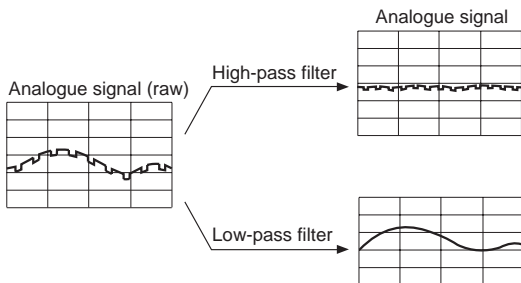 Analogue signal
High-pass filter
Analogue signal (raw)
Low-pass filter